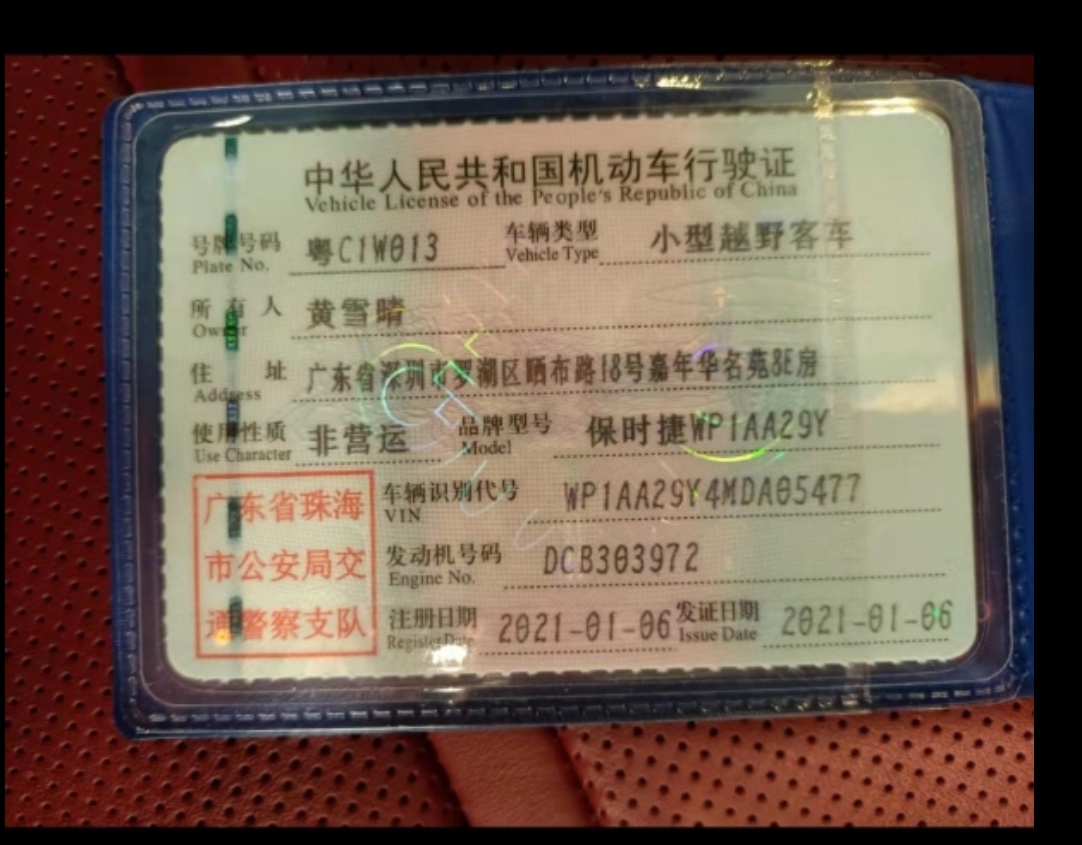 中华人民共和国机动车行驶证
Vehicle License of the People's Republic of China
号牌号码 粤C1W013 车辆类型 小型越野客车
Plate No. Vehicle Type
所有人 黄雪晴
Owner
住址 广东省深圳市罗湖区晒布路18号嘉年华名苑8E房
Address
使用性质 非营运 品牌型号 保时捷WP1AA29Y
Use Character Model
广东省珠海 车辆识别代号 WP1AA29Y4MDA05477
VIN
市公安局交 发动机号码 DCB303972
Engine No.
通警察支队 注册日期 2021-01-06 发证日期 2021-01-06
Register Date Issue Date